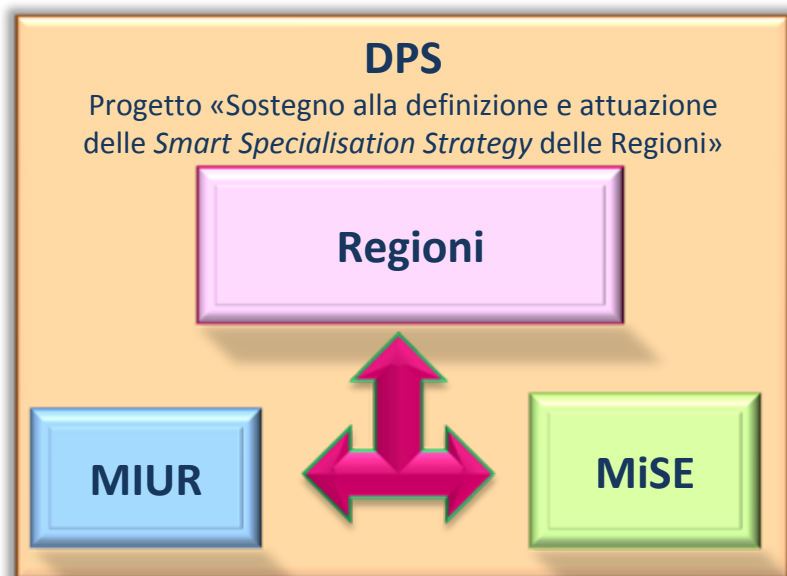 DPS
Progetto «Sostegno alla definizione e attuazione
delle Smart Specialisation Strategy delle Regioni»
Regioni
MIUR
MiSE